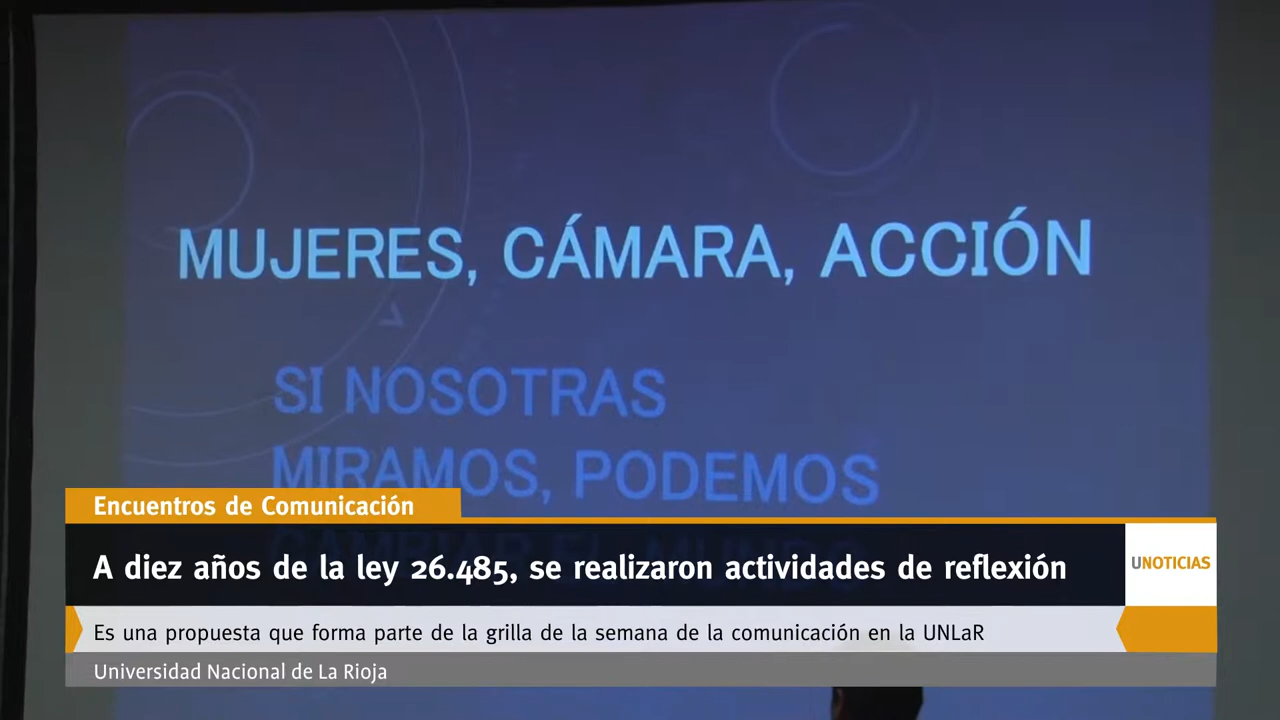 MUJERES, CÁMARA, ACCIÓN
SI NOSOTRAS
MIRAMOS, PODEMOS
Encuentros de Comunicación
A diez años de la ley 26.485, se realizaron actividades de reflexión
UNOTICIAS
Es una propuesta que forma parte de la grilla de la semana de la comunicación en la UNLaR
Universidad Nacional de La Rioja